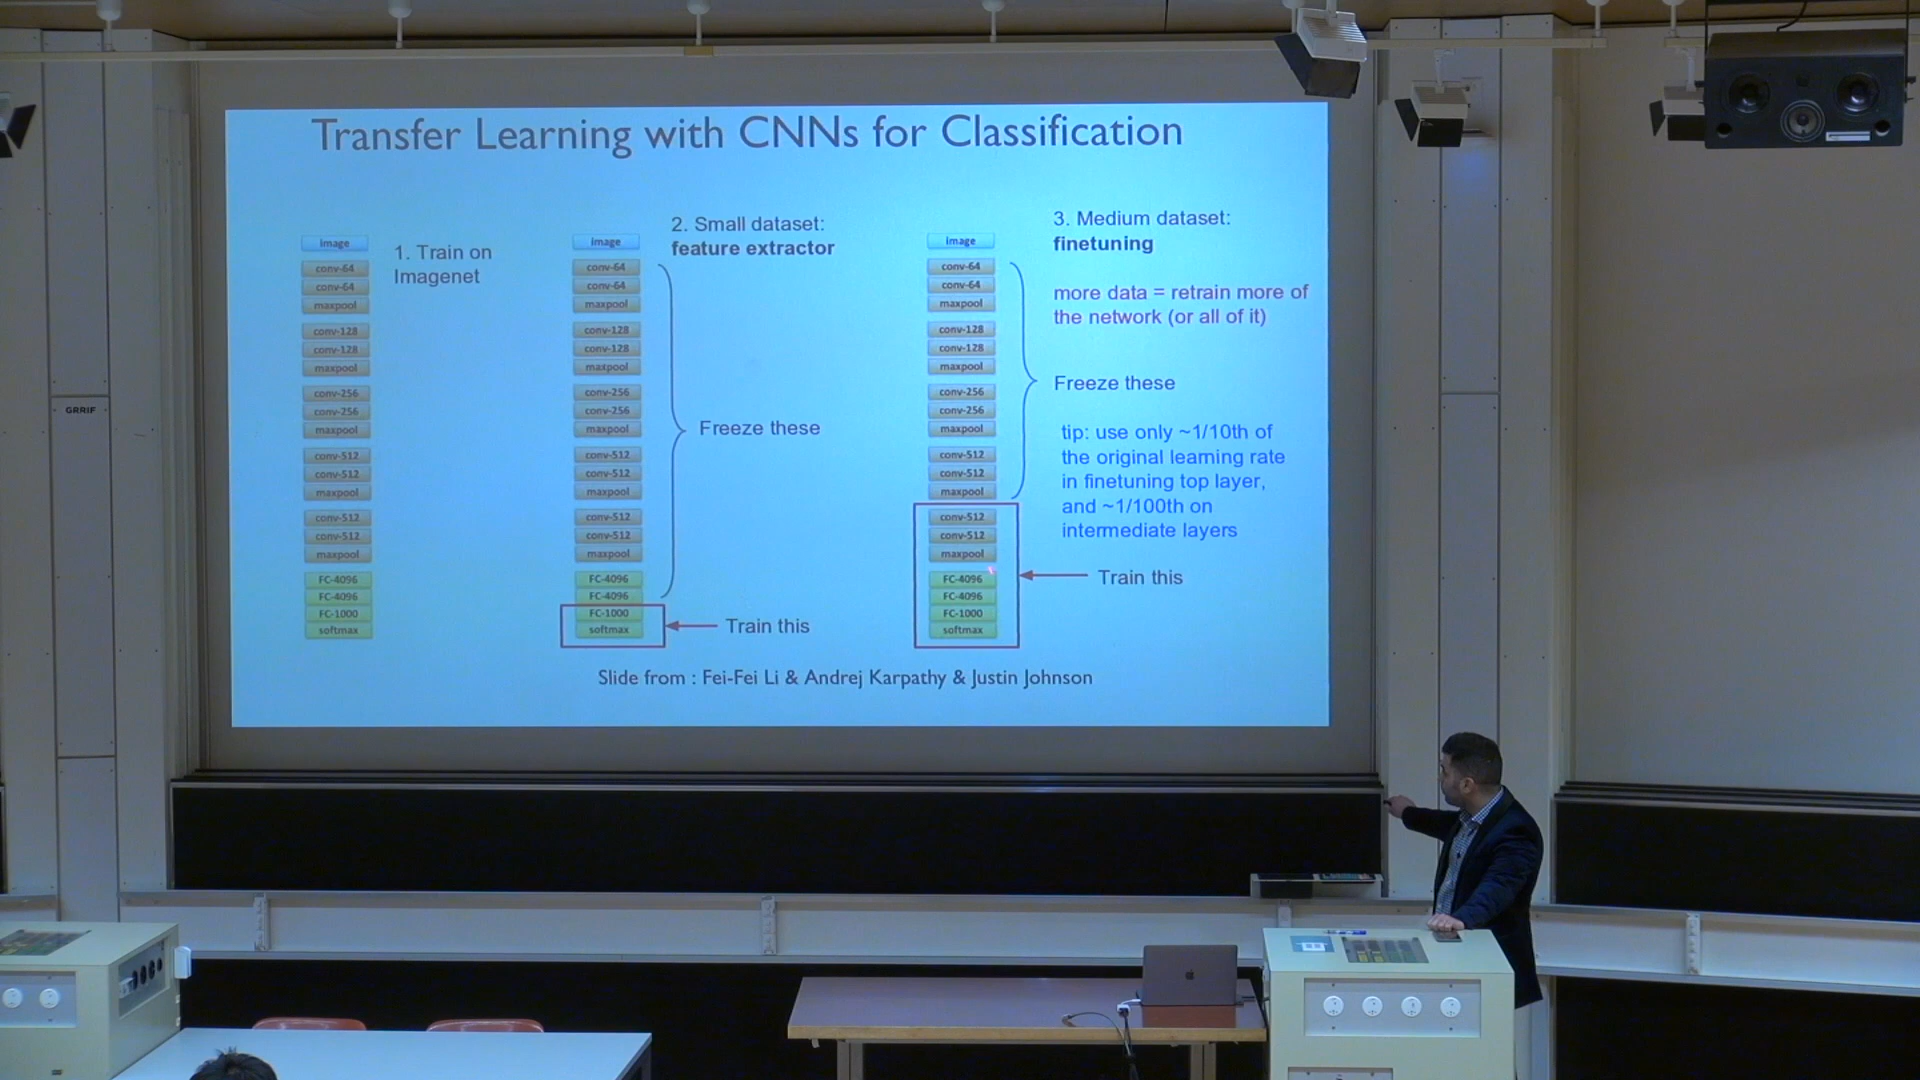 Transfer Learning with CNNs for Classification
1. Train on
Imagenet
image
conv-64
conv-64
maxpool
conv-128
conv-128
maxpool
conv-256
conv-256
maxpool
conv-512
conv-512
maxpool
conv-512
conv-512
maxpool
FC-4096
FC-4096
FC-1000
softmax
2. Small dataset:
feature extractor
image
conv-64
conv-64
maxpool
conv-128
conv-128
maxpool
conv-256
conv-256
maxpool
conv-512
conv-512
maxpool
conv-512
conv-512
maxpool
FC-4096
FC-4096
FC-1000
softmax
Freeze these
Train this
3. Medium dataset:
finetuning
more data = retrain more of
the network (or all of it)
image
conv-64
conv-64
maxpool
conv-128
conv-128
maxpool
conv-256
conv-256
maxpool
conv-512
conv-512
maxpool
conv-512
conv-512
maxpool
FC-4096
FC-4096
FC-1000
softmax
Freeze these
tip: use only ~1/10th of
the original learning rate
in finetuning top layer,
and ~1/100th on
intermediate layers
Train this
Slide from : Fei-Fei Li & Andrej Karpathy & Justin Johnson
GRRIF